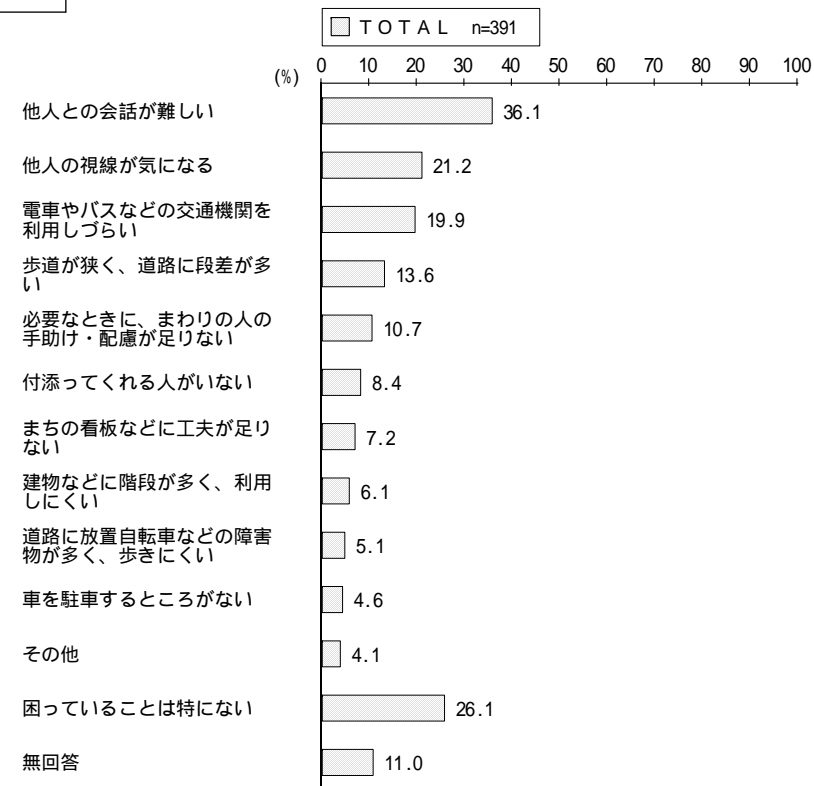 TOTAL n=391
(%)
0 10 20 30 40 50 60 70 80 90 100
他人との会話が難しい 36.1
他人の視線が気になる 21.2
電車やバスなどの交通機関を
利用しづらい 19.9
歩道が狭く、道路に段差が多
い 13.6
必要なときに、まわりの人の
手助け・配慮が足りない 10.7
付添ってくれる人がいない 8.4
まちの看板などに工夫が足り
ない 7.2
建物などに階段が多く、利用
しにくい 6.1
道路に放置自転車などの障害
物が多く、歩きにくい 5.1
車を駐車するところがない 4.6
その他 4.1
困っていることは特にない 26.1
無回答 11.0